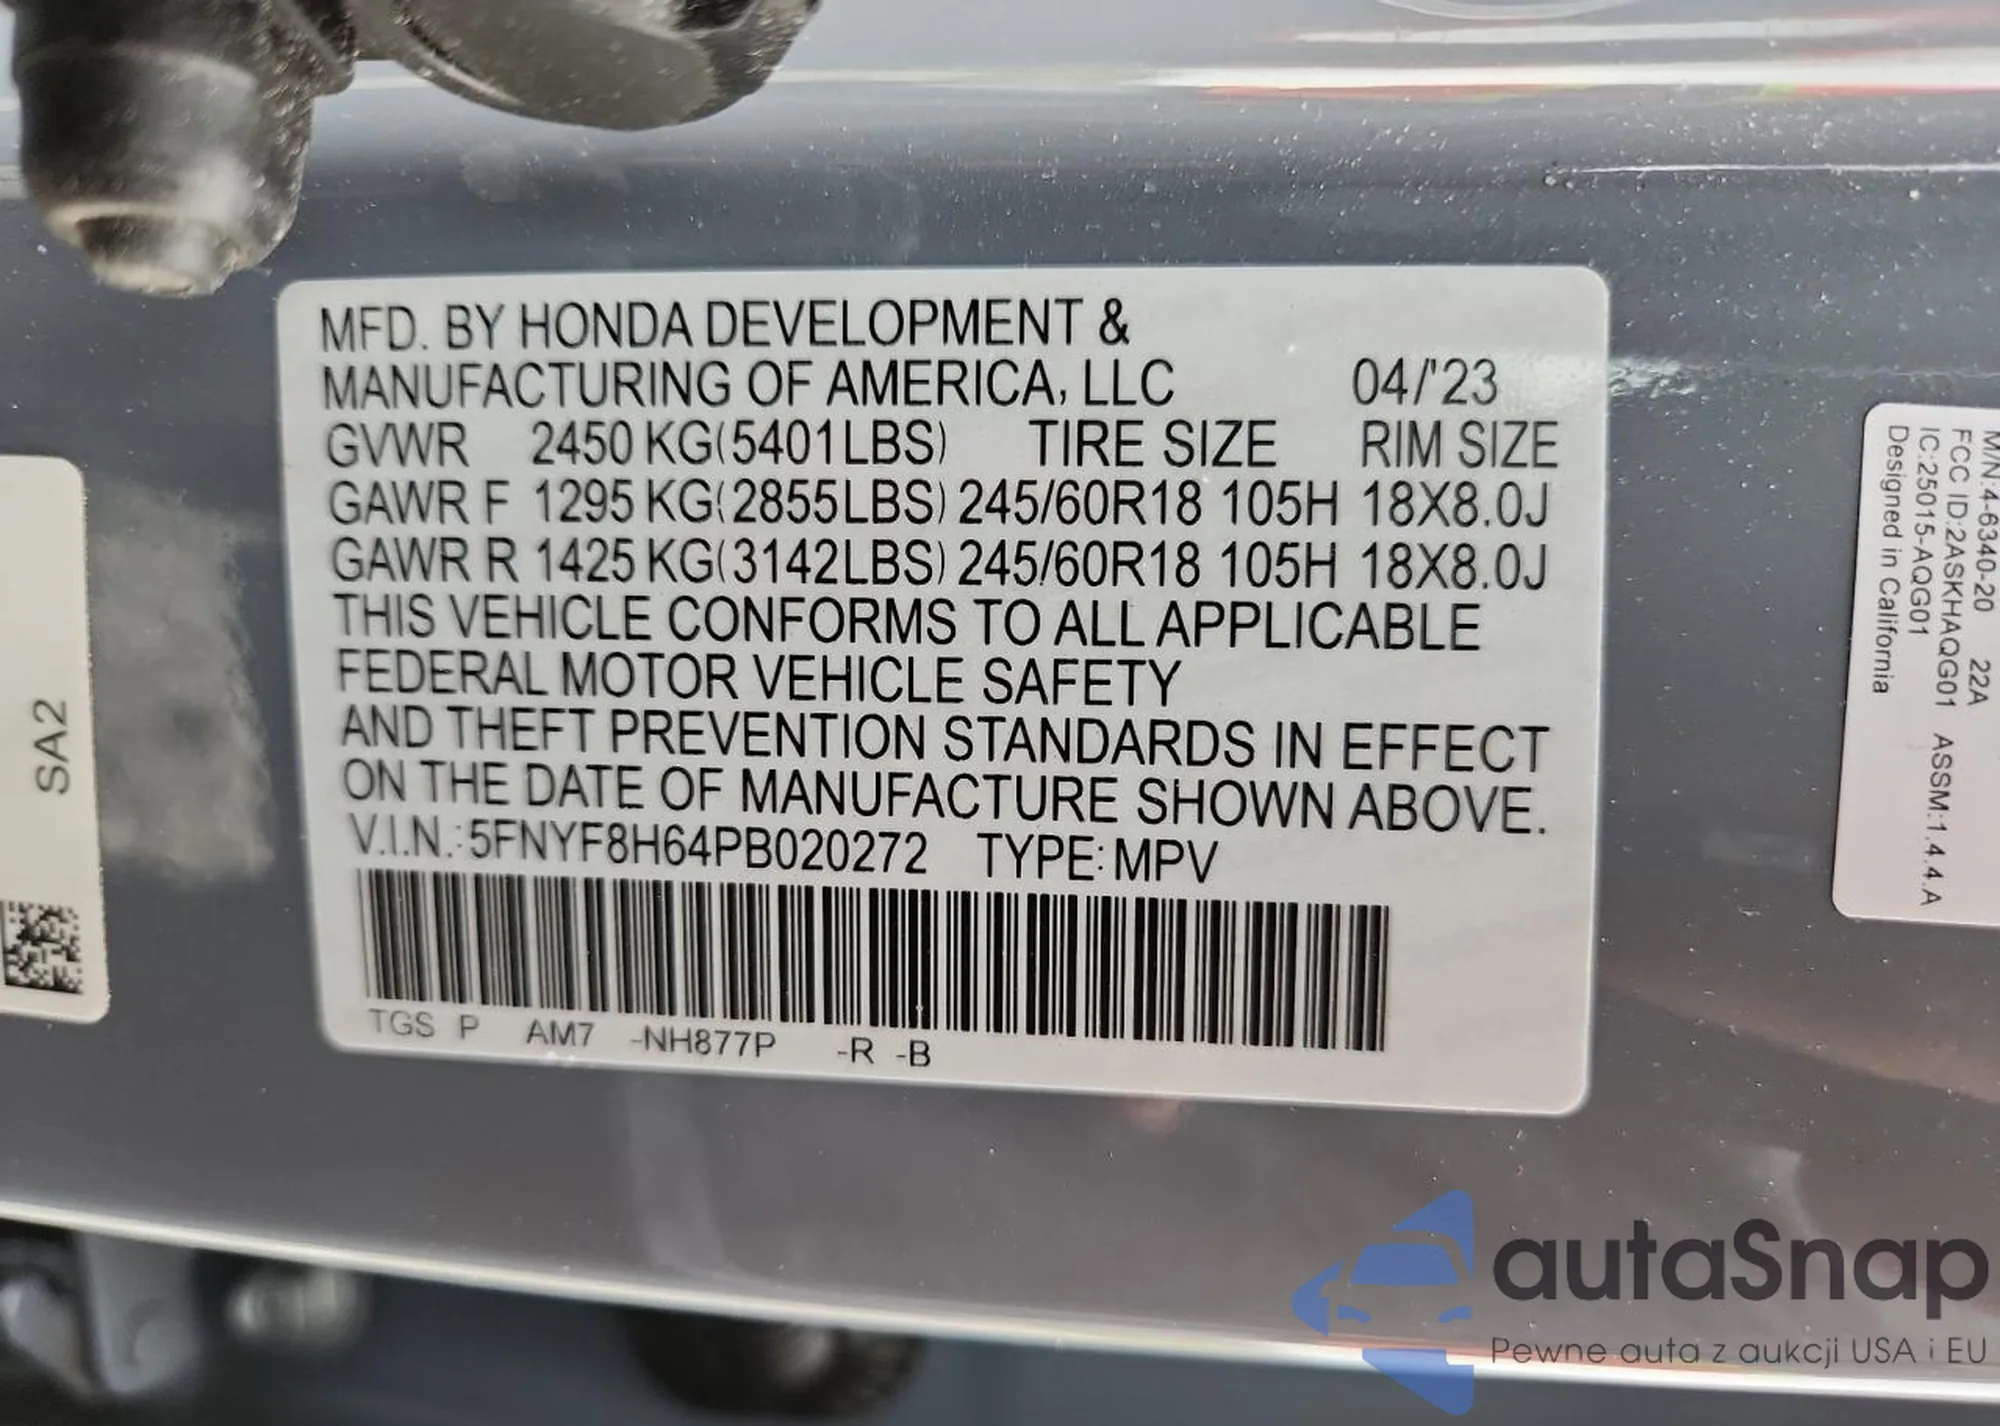 MFD. BY HONDA DEVELOPMENT &
MANUFACTURING OF AMERICA, LLC 04/'23
GVWR 2450 KG(5401LBS) TIRE SIZE RIM SIZE
GAWR F 1295 KG(2855LBS) 245/60R18 105H 18X8.0J
GAWR R 1425 KG(3142LBS) 245/60R18 105H 18X8.0J
THIS VEHICLE CONFORMS TO ALL APPLICABLE
FEDERAL MOTOR VEHICLE SAFETY
AND THEFT PREVENTION STANDARDS IN EFFECT
ON THE DATE OF MANUFACTURE SHOWN ABOVE.
V.I.N.:5FNYF8H64PB020272 TYPE:MPV
TGS P AM7 -NH877P -R -B
SA2
M/N:4-6340-20 22A
FCC ID:2ASKHAQGG01 ASSM:1.4.4.A
IC:25015-AQGG01
Designed in California
autaSnap
Pewne auta z aukcji USA i EU